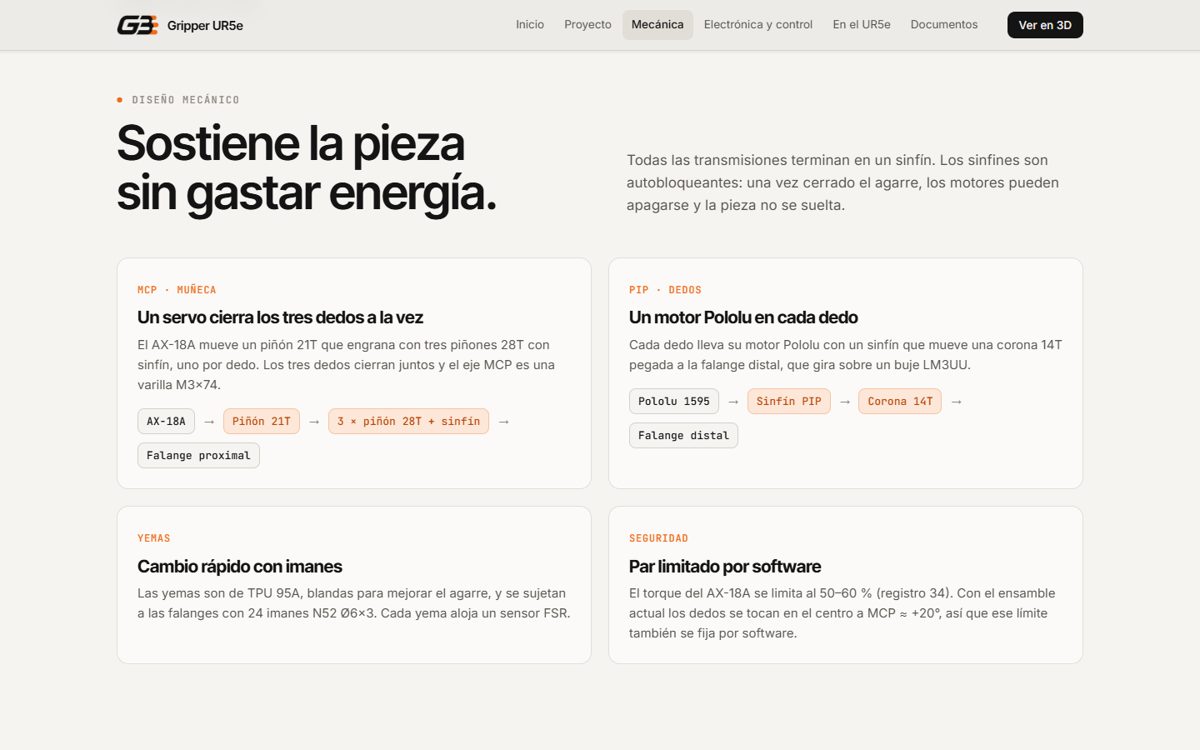 G3 Gripper UR5e
Inicio
Proyecto
Mecánica
Electrónica y control
En el UR5e
Documentos
Ver en 3D
DISEÑO MECÁNICO
Sostiene la pieza
sin gastar energía.
Todas las transmisiones terminan en un sinfín. Los sinfines son
autobloqueantes: una vez cerrado el agarre, los motores pueden
apagarse y la pieza no se suelta.
MCP · MUÑECA
Un servo cierra los tres dedos a la vez
El AX-18A mueve un piñón 21T que engrana con tres piñones 28T con
sinfín, uno por dedo. Los tres dedos cierran juntos y el eje MCP es una
varilla M3×74.
AX-18A → Piñón 21T → 3 × piñón 28T + sinfín →
Falange proximal
PIP · DEDOS
Un motor Pololu en cada dedo
Cada dedo lleva su motor Pololu con un sinfín que mueve una corona 14T
pegada a la falange distal, que gira sobre un buje LM3UU.
Pololu 1595 → Sinfín PIP → Corona 14T →
Falange distal
YEMAS
Cambio rápido con imanes
Las yemas son de TPU 95A, blandas para mejorar el agarre, y se sujetan
a las falanges con 24 imanes N52 Ø6×3. Cada yema aloja un sensor FSR.
SEGURIDAD
Par limitado por software
El torque del AX-18A se limita al 50–60 % (registro 34). Con el ensamble
actual los dedos se tocan en el centro a MCP ≈ +20°, así que ese límite
también se fija por software.